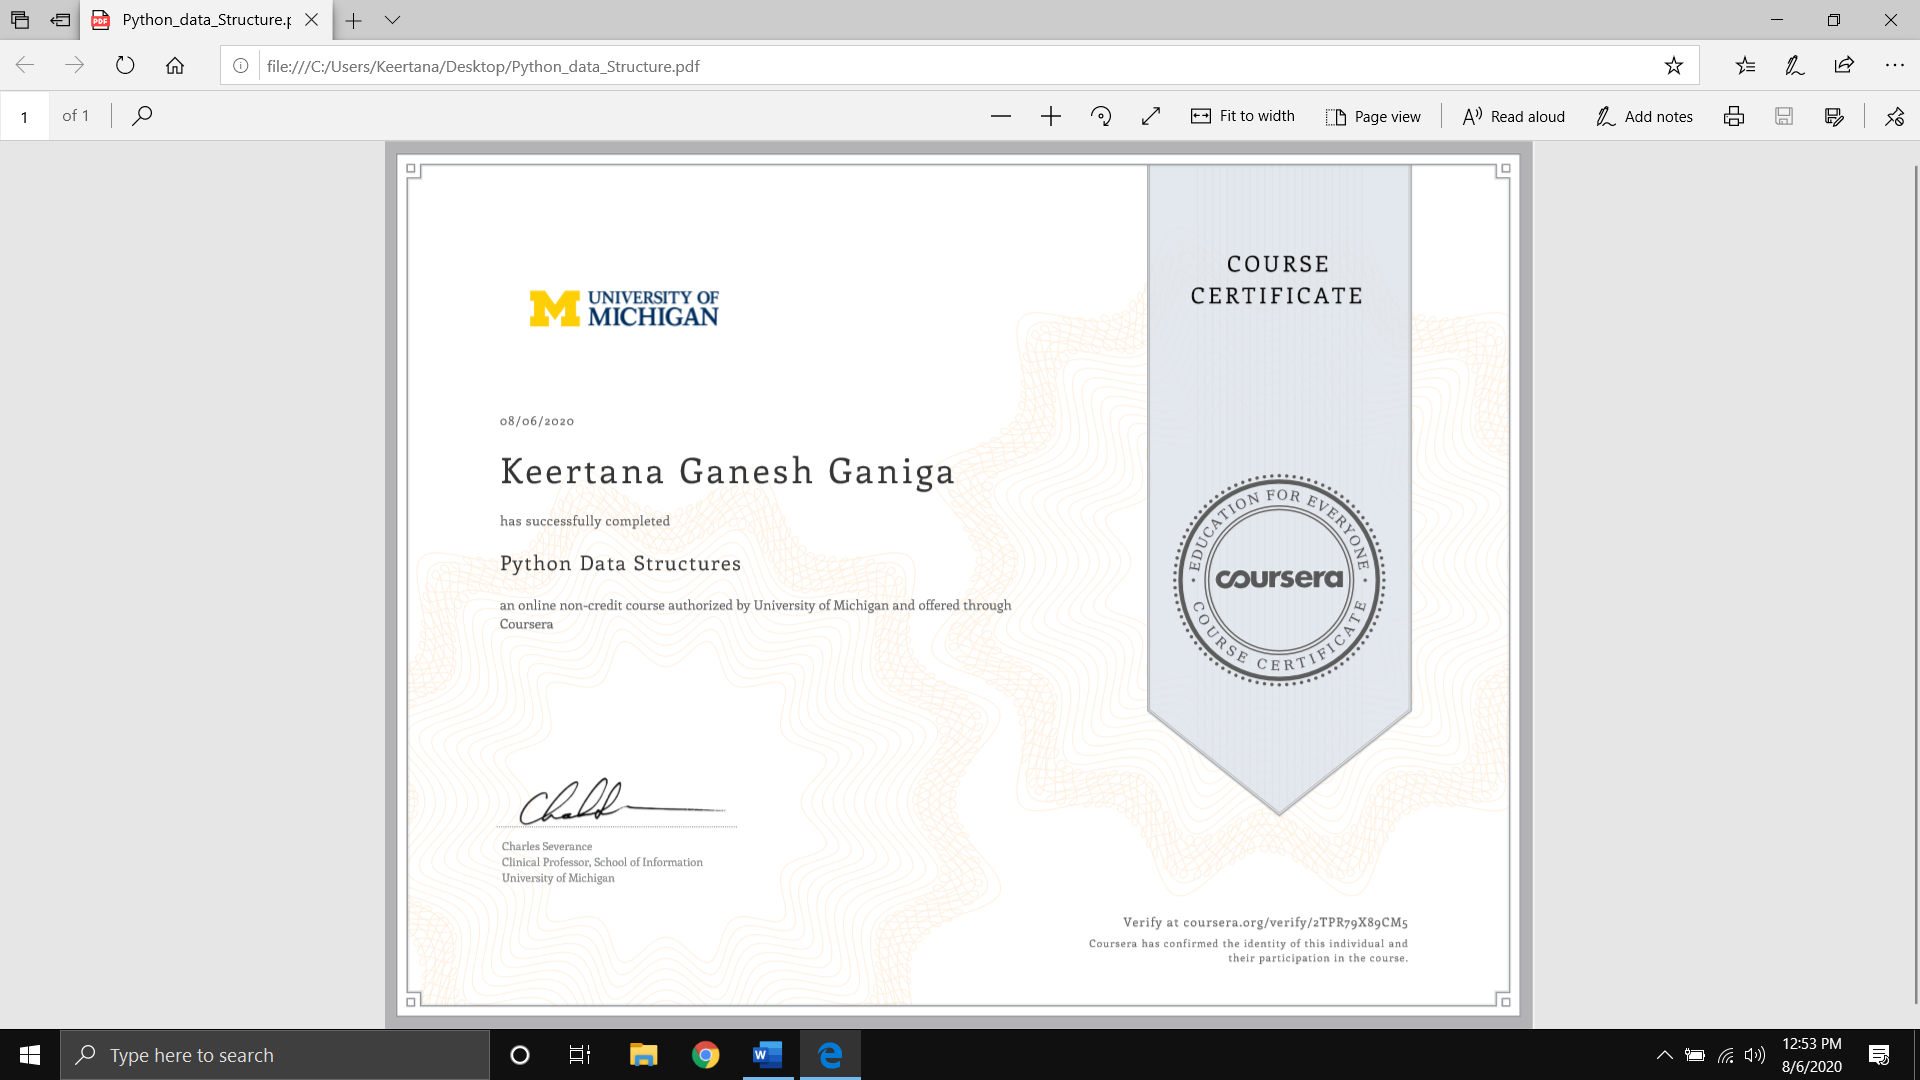 Python_data_Structure.p
file:///C:/Users/Keertana/Desktop/Python_data_Structure.pdf
1 of 1
Fit to width
Page view
Read aloud
Add notes
COURSE
CERTIFICATE
UNIVERSITY OF
MICHIGAN
08/06/2020
Keertana Ganesh Ganiga
has successfully completed
Python Data Structures
an online non-credit course authorized by University of Michigan and offered through
Coursera
EDUCATION FOR EVERYONE
coursera
COURSE CERTIFICATE
Charles Severance
Clinical Professor, School of Information
University of Michigan
Verify at coursera.org/verify/2TPR79X89CM5
Coursera has confirmed the identity of this individual and
their participation in the course.
Type here to search
12:53 PM
8/6/2020